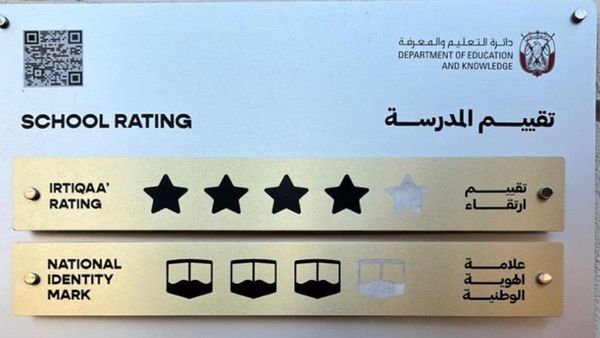 دائرة التعليم والمعرفة
DEPARTMENT OF EDUCATION
AND KNOWLEDGE
SCHOOL RATING
تقييم المدرسة
IRTIQAA'
RATING
تقييم
ارتقاء
NATIONAL
IDENTITY
MARK
علامة
الهوية
الوطنية